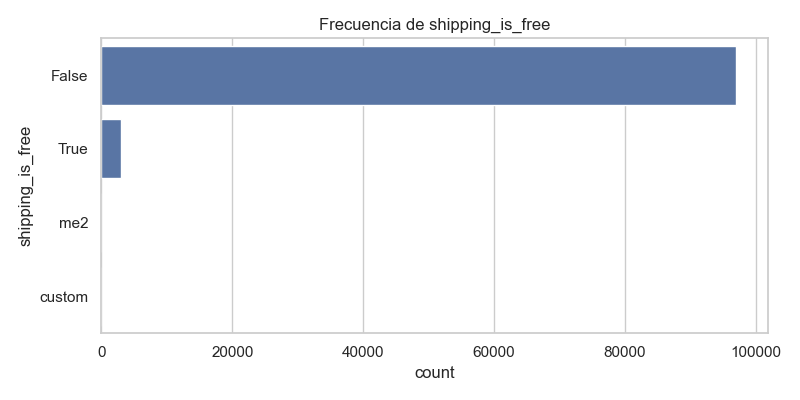 Frecuencia de shipping_is_free
shipping_is_free
False
True
me2
custom
0 20000 40000 60000 80000 100000
count